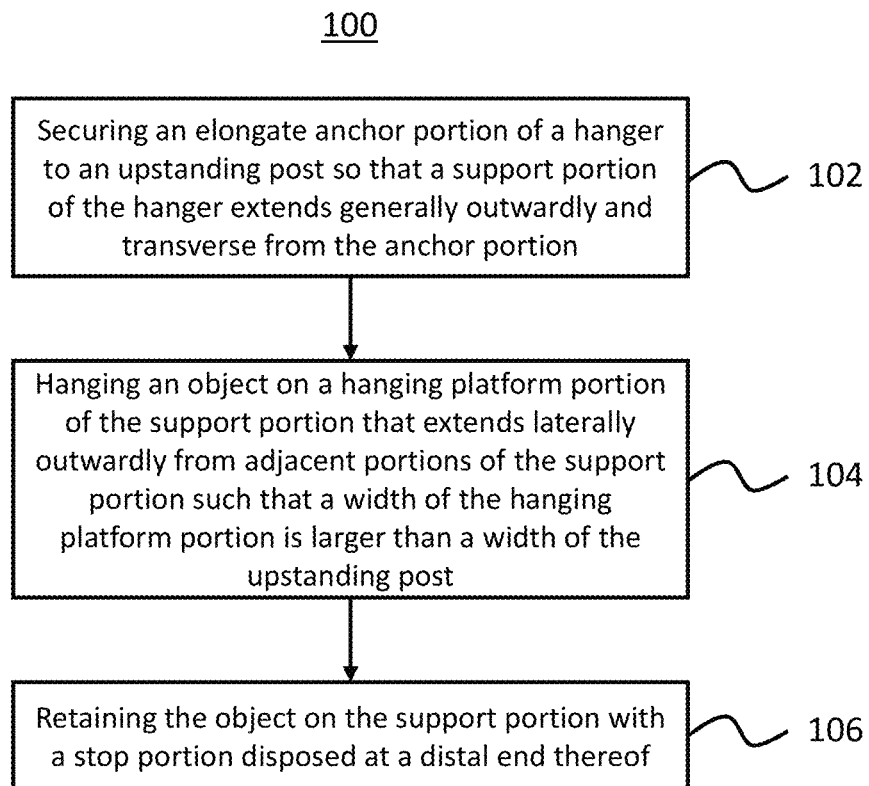 100
Securing an elongate anchor portion of a hanger
to an upstanding post so that a support portion
of the hanger extends generally outwardly and
transverse from the anchor portion
102
Hanging an object on a hanging platform portion
of the support portion that extends laterally
outwardly from adjacent portions of the support
portion such that a width of the hanging
platform portion is larger than a width of the
upstanding post
104
Retaining the object on the support portion with
a stop portion disposed at a distal end thereof
106